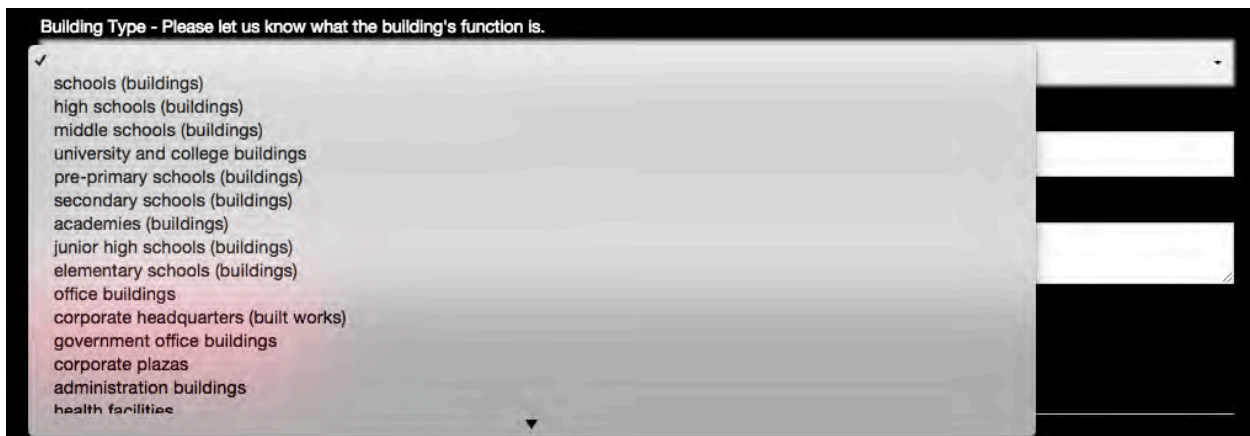 Building Type - Please let us know what the building's function is.
schools (buildings)
high schools (buildings)
middle schools (buildings)
university and college buildings
pre-primary schools (buildings)
secondary schools (buildings)
academies (buildings)
junior high schools (buildings)
elementary schools (buildings)
office buildings
corporate headquarters (built works)
government office buildings
corporate plazas
administration buildings
health facilities